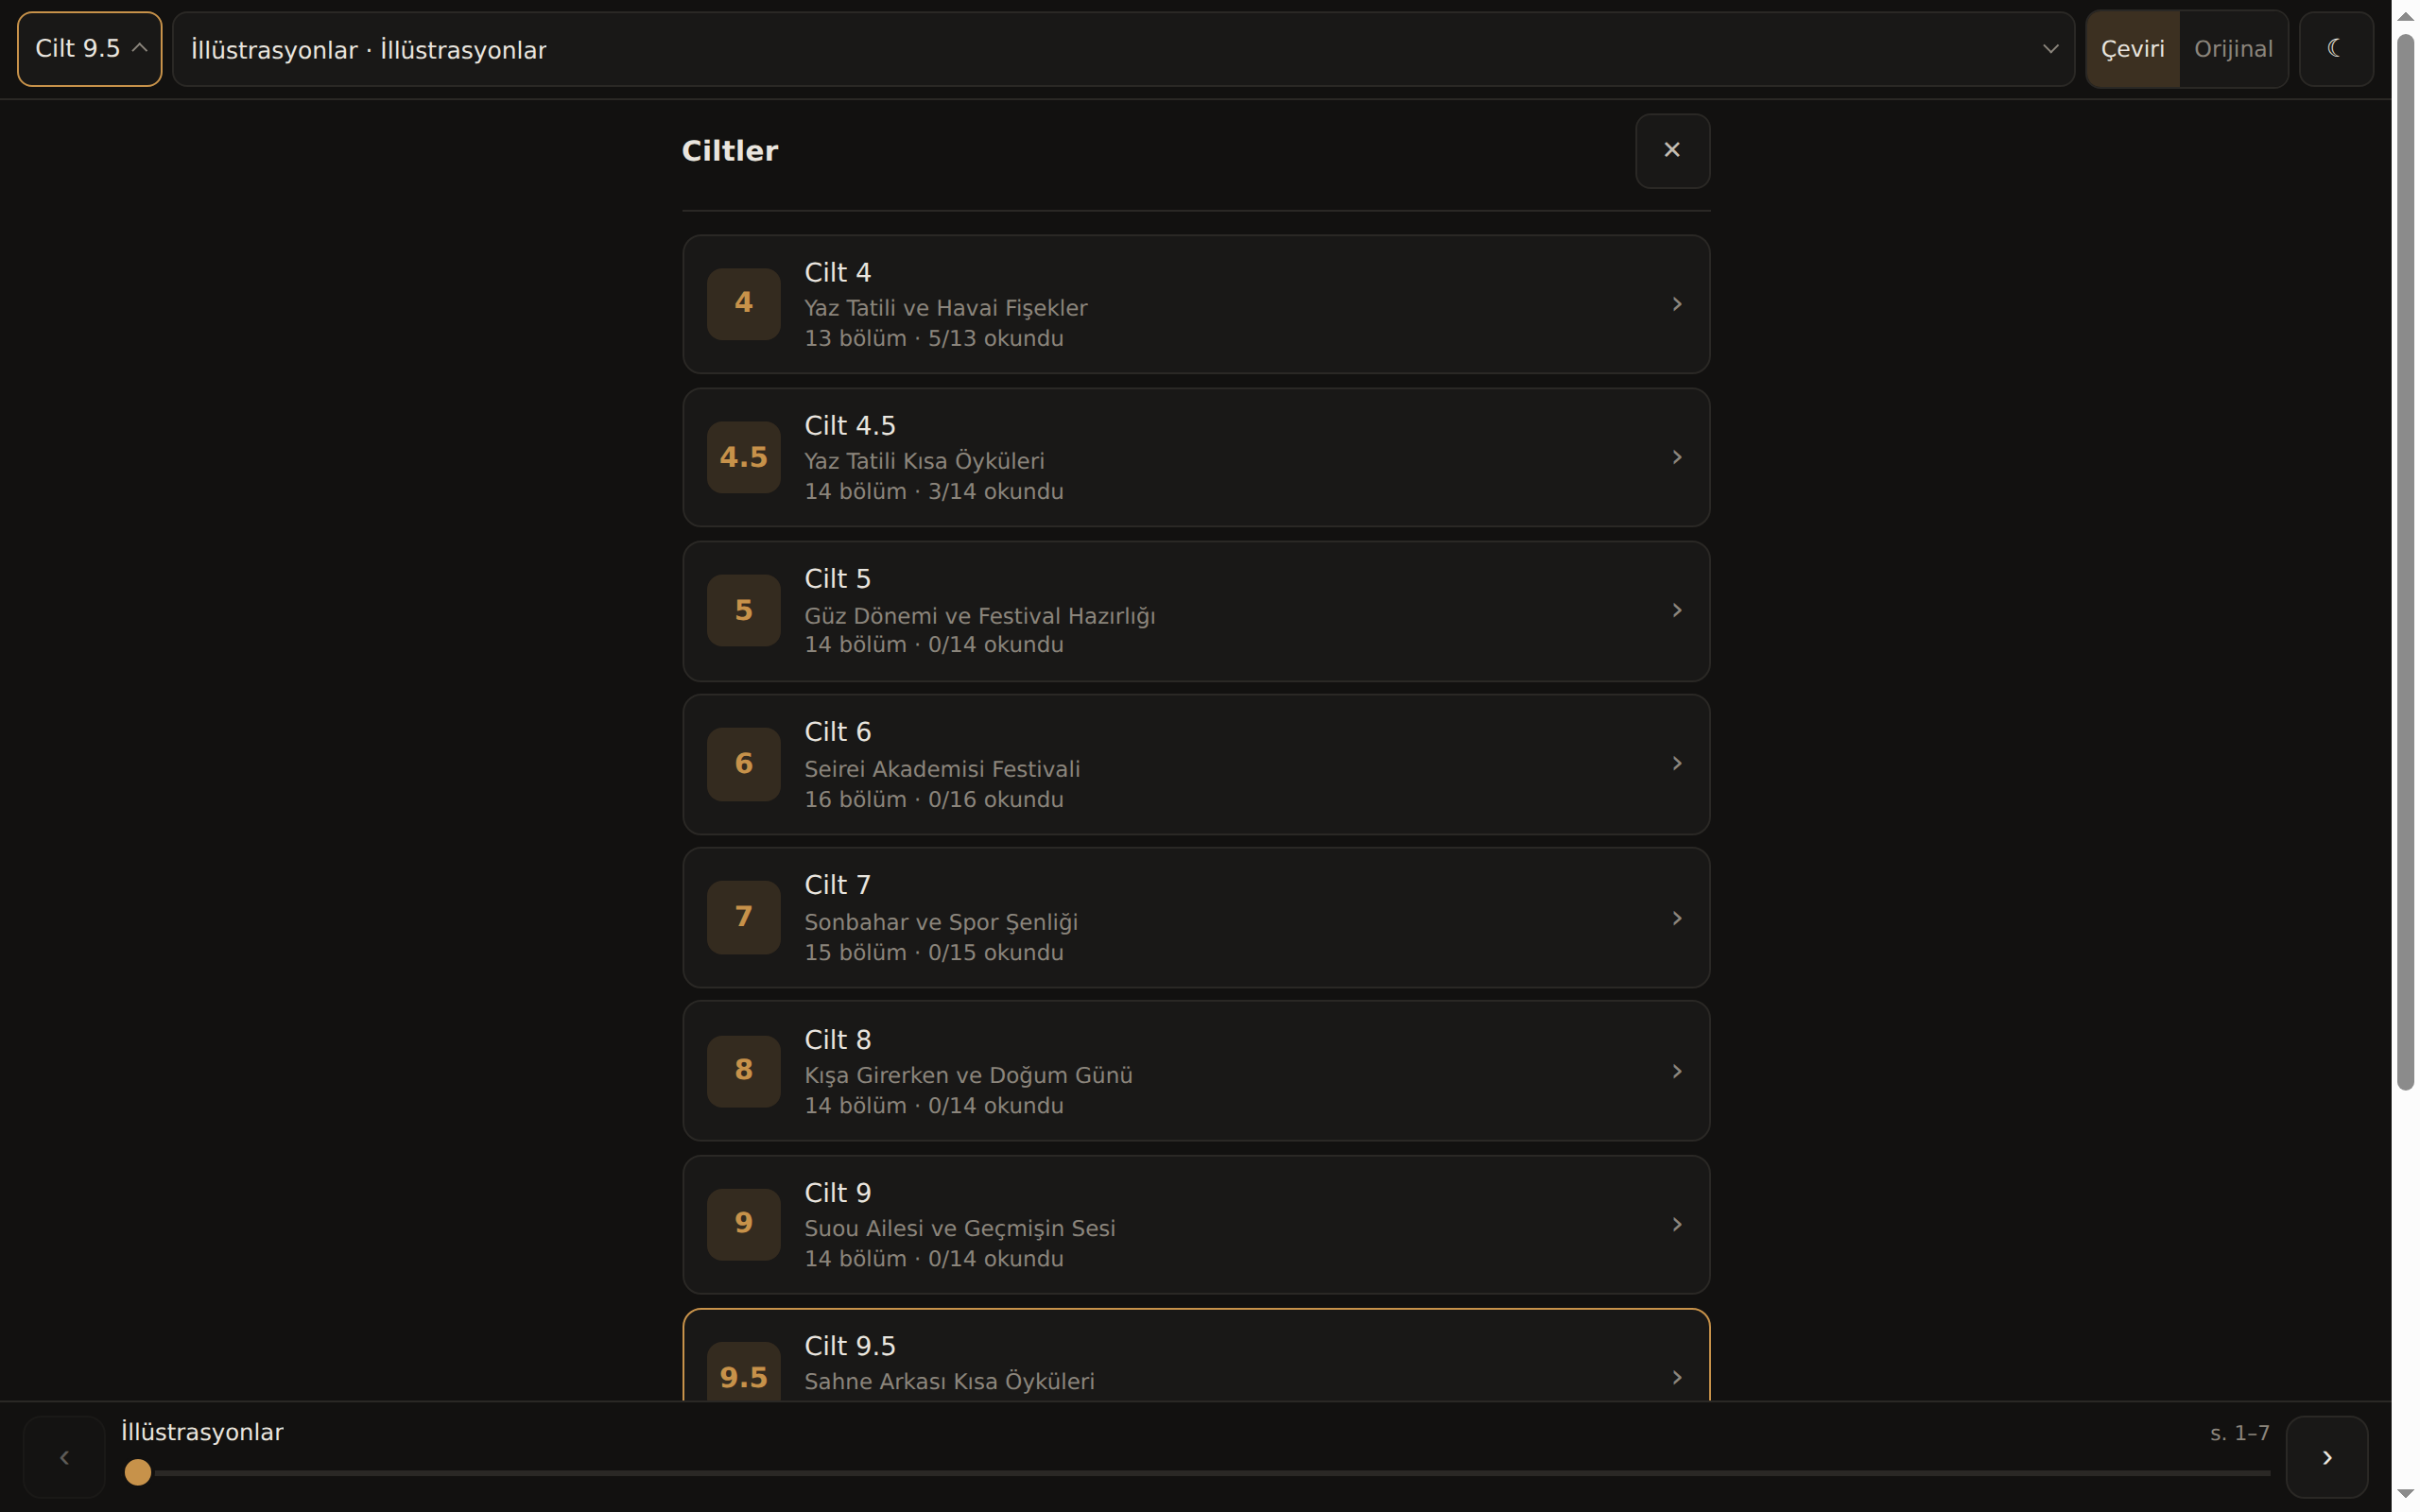 Cilt 9.5
İllüstrasyonlar · İllüstrasyonlar
Çeviri
Orijinal
Ciltler
4
Cilt 4
Yaz Tatili ve Havai Fişekler
13 bölüm · 5/13 okundu
4.5
Cilt 4.5
Yaz Tatili Kısa Öyküleri
14 bölüm · 3/14 okundu
5
Cilt 5
Güz Dönemi ve Festival Hazırlığı
14 bölüm · 0/14 okundu
6
Cilt 6
Seirei Akademisi Festivali
16 bölüm · 0/16 okundu
7
Cilt 7
Sonbahar ve Spor Şenliği
15 bölüm · 0/15 okundu
8
Cilt 8
Kışa Girerken ve Doğum Günü
14 bölüm · 0/14 okundu
9
Cilt 9
Suou Ailesi ve Geçmişin Sesi
14 bölüm · 0/14 okundu
9.5
Cilt 9.5
Sahne Arkası Kısa Öyküleri
İllüstrasyonlar
s. 1–7